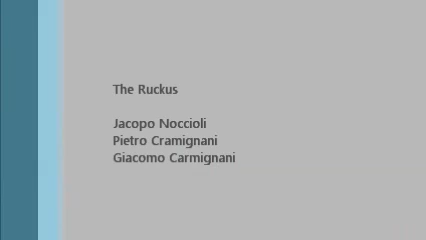 The Ruckus
Jacopo Noccioli
Pietro Cramignani
Giacomo Carmignani